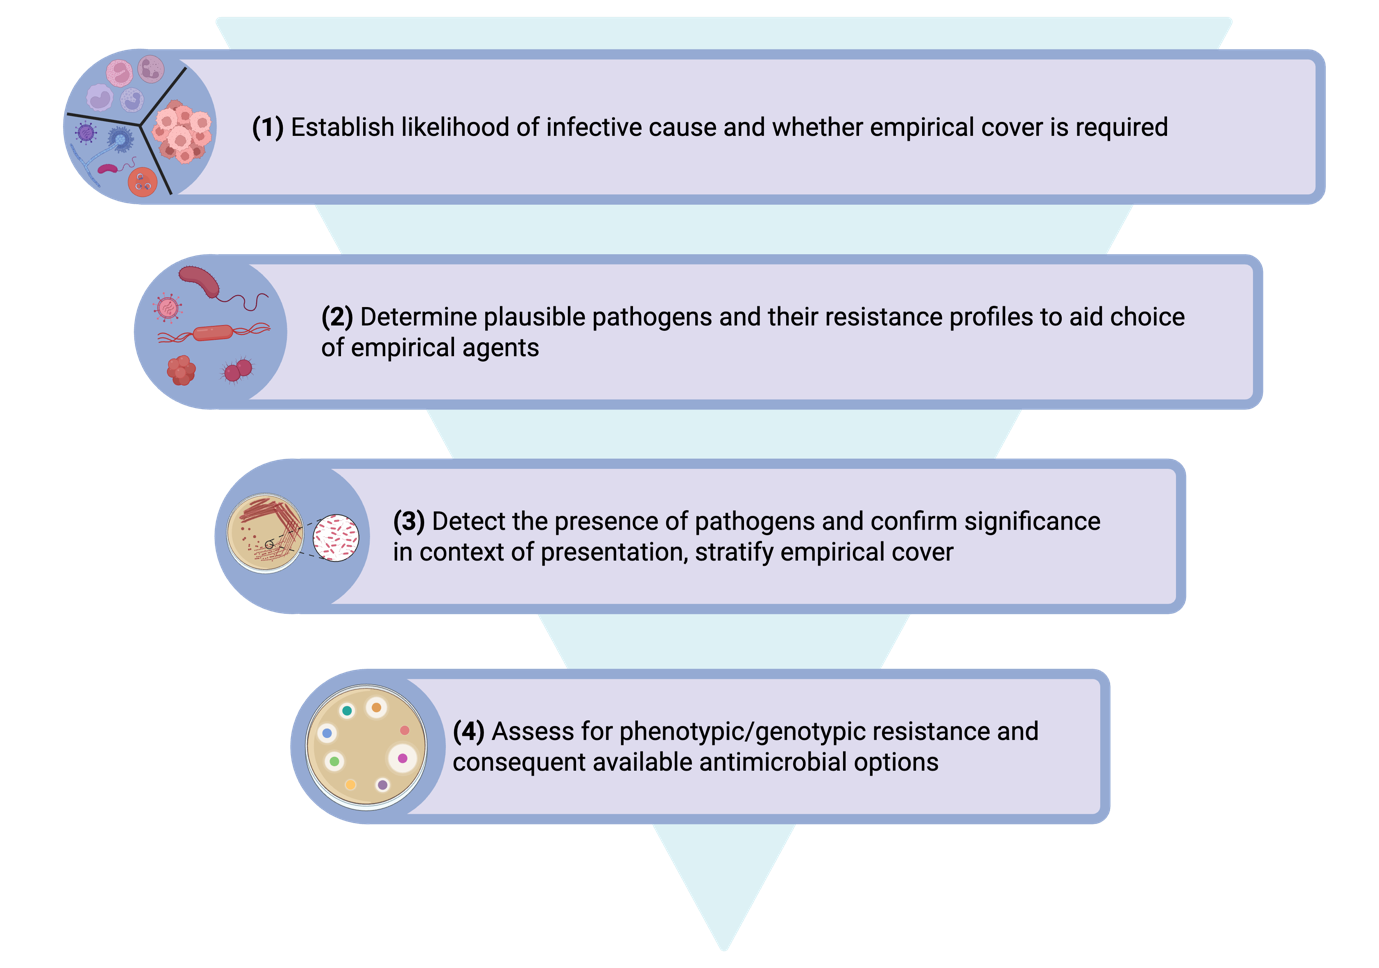 (1) Establish likelihood of infective cause and whether empirical cover is required
(2) Determine plausible pathogens and their resistance profiles to aid choice
of empirical agents
(3) Detect the presence of pathogens and confirm significance
in context of presentation, stratify empirical cover
(4) Assess for phenotypic/genotypic resistance and
consequent available antimicrobial options